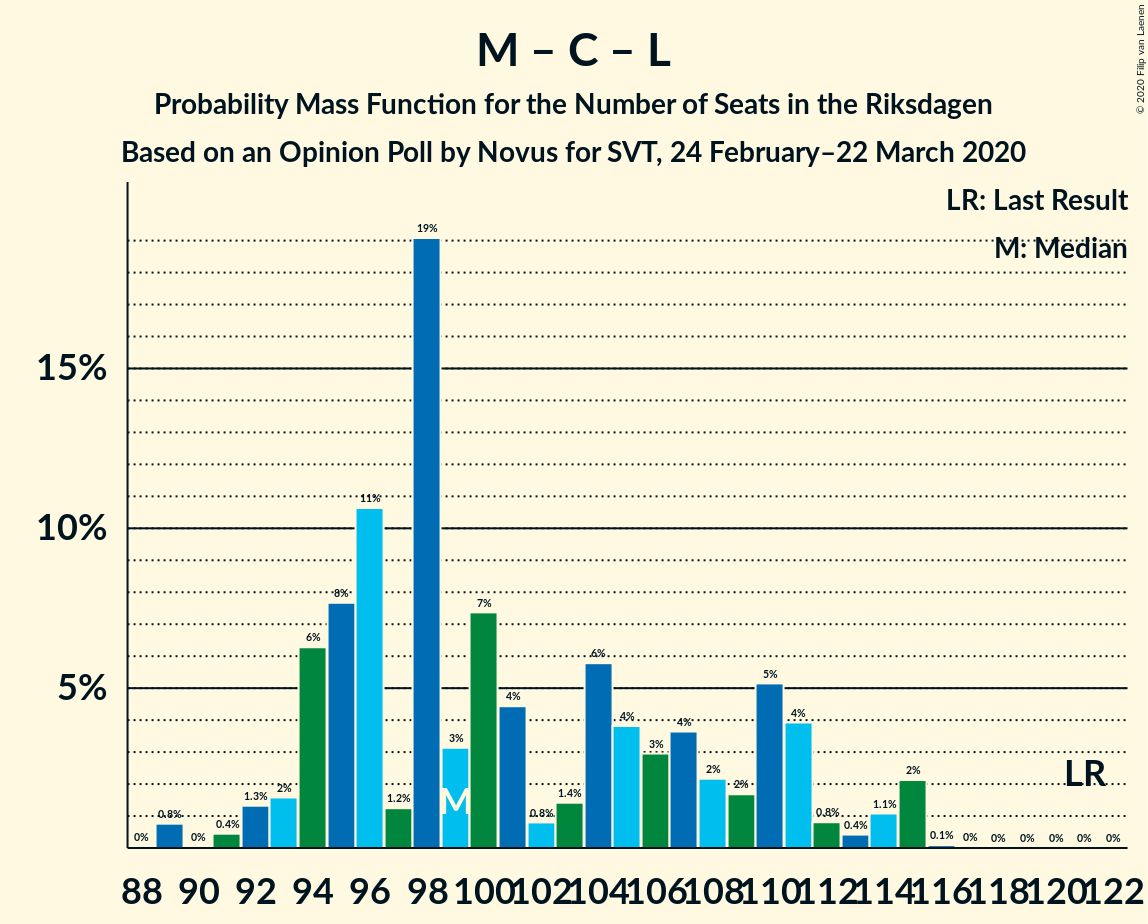 M – C – L
Probability Mass Function for the Number of Seats in the Riksdagen
Based on an Opinion Poll by Novus for SVT, 24 February–22 March 2020
© 2020 Filip van Laenen
LR: Last Result
M: Median
15%
10%
5%
0% 0.8% 0% 0.4% 1.3% 2% 6% 8% 11% 1.2% 19% 3% 7% 4% 0.8% 1.4% 6% 4% 3% 4% 2% 2% 5% 4% 0.8% 0.4% 1.1% 2% 0.1% 0% 0% 0% 0% 0% 0%
M
LR
88 90 92 94 96 98 100 102 104 106 108 110 112 114 116 118 120 122